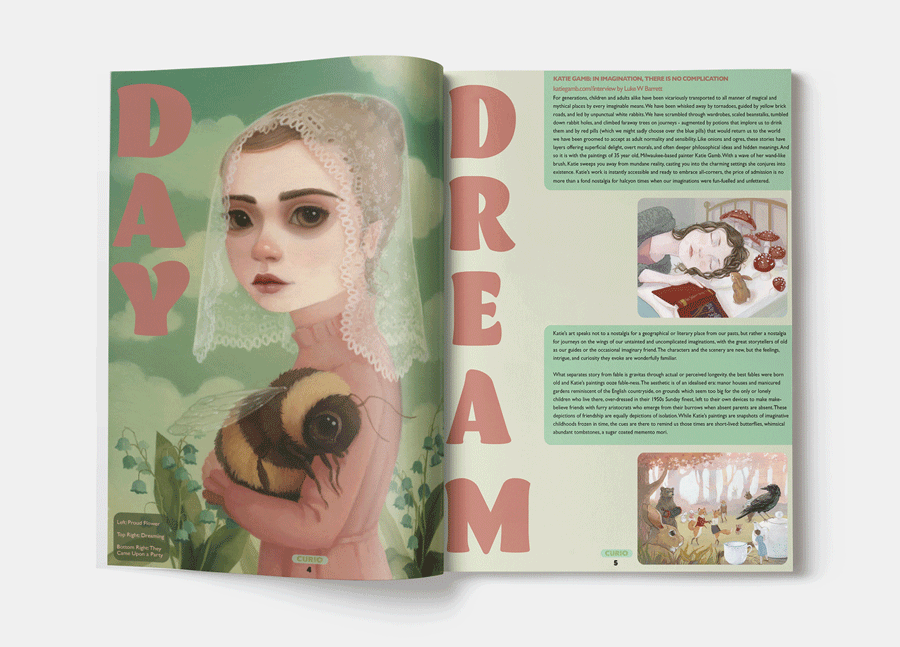 DAY
Left: Proud Flower
Top Right: Dreaming
Bottom Right: They
Came Upon a Party
CURIO
4
DREAM
KATIE GAMB: IN IMAGINATION, THERE IS NO COMPLICATION
katiegamb.com/Interview by Luke W. Barrett
For generations, children and adults alike have been vicariously transported to all manner of magical and
mythical places by every imaginable means. We have been whisked away by tornadoes, guided by yellow brick
roads, and led by unpunctual white rabbits. We have scrambled through wardrobes, scaled beanstalks, tumbled
down rabbit holes, and climbed faraway trees on journeys - augmented by potions that implore us to drink
them and by red pills (which we might sadly choose over the blue pills) that would return us to the world
we have been groomed to accept as adult normality and sensibility. Like onions and ogres, these stories have
layers offering superficial delight, overt morals, and often deeper philosophical ideas and hidden meanings. And
so it is with the paintings of 35 year old, Milwaukee-based painter Katie Gamb. With a wave of her wand-like
brush, Katie sweeps you away from mundane reality, casting you into the charming settings she conjures into
existence. Katie's work is instantly accessible and ready to embrace all-comers, the price of admission is no
more than a fond nostalgia for halcyon times when our imaginations were fun-fuelled and unfettered.
Katie's art speaks not to a nostalgia for a geographical or literary place from our pasts, but rather a nostalgia
for journeys on the wings of our untainted and uncomplicated imaginations, with the great storytellers of old
as our guides or the occasional imaginary friend. The characters and the scenery are new, but the feelings,
intrigue, and curiosity they evoke are wonderfully familiar.
What separates story from fable is gravitas through actual or perceived longevity. the best fables were born
old and Katie's paintings ooze fable-ness. The aesthetic is of an idealised era: manor houses and manicured
gardens reminiscent of the English countryside, on grounds which seem too big for the only or lonely
children who live there, over-dressed in their 1950s Sunday finest, left to their own devices to make make-
believe friends with furry aristocrats who emerge from their burrows when absent parents are absent. These
depictions of friendship are equally depictions of isolation. While Katie's paintings are snapshots of imaginative
childhoods frozen in time, the cues are there to remind us those times are short-lived: butterflies, whimsical
abundant tombstones, a sugar coated memento mori.
CURIO
5